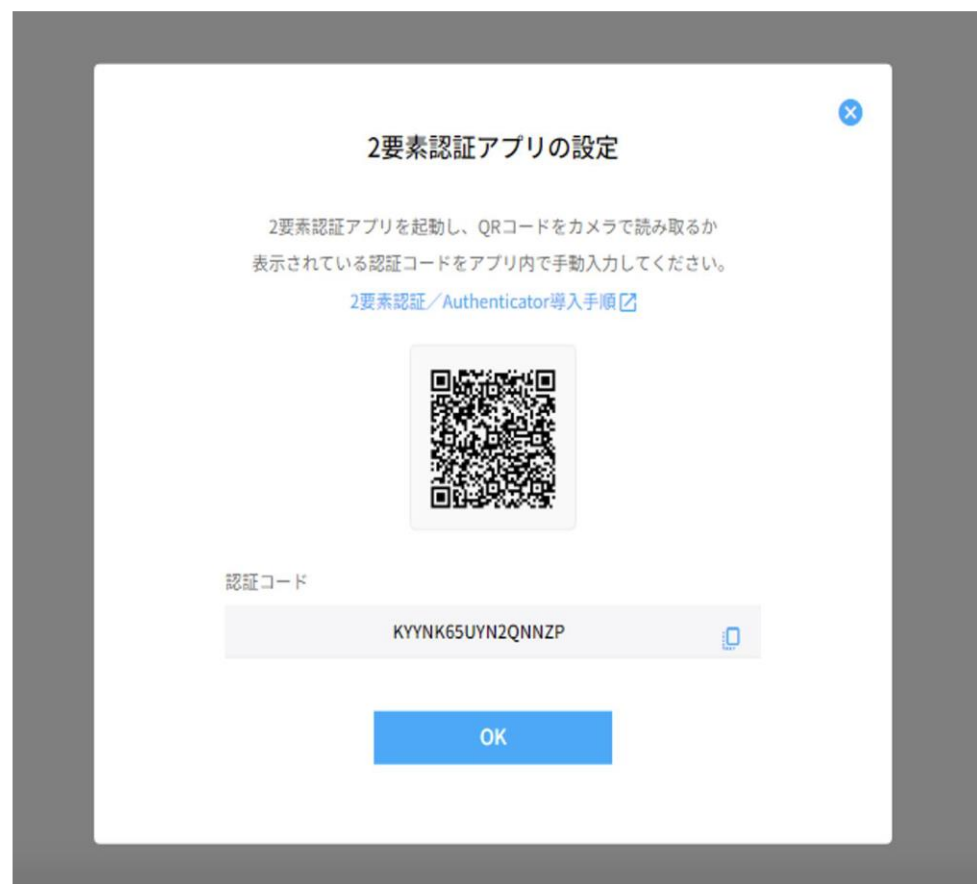 2要素認証アプリの設定
2要素認証アプリを起動し、QRコードをカメラで読み取るか
表示されている認証コードをアプリ内で手動入力してください。
2要素認証／Authenticator導入手順
認証コード
KYYNK65UYN2QNNZP
OK